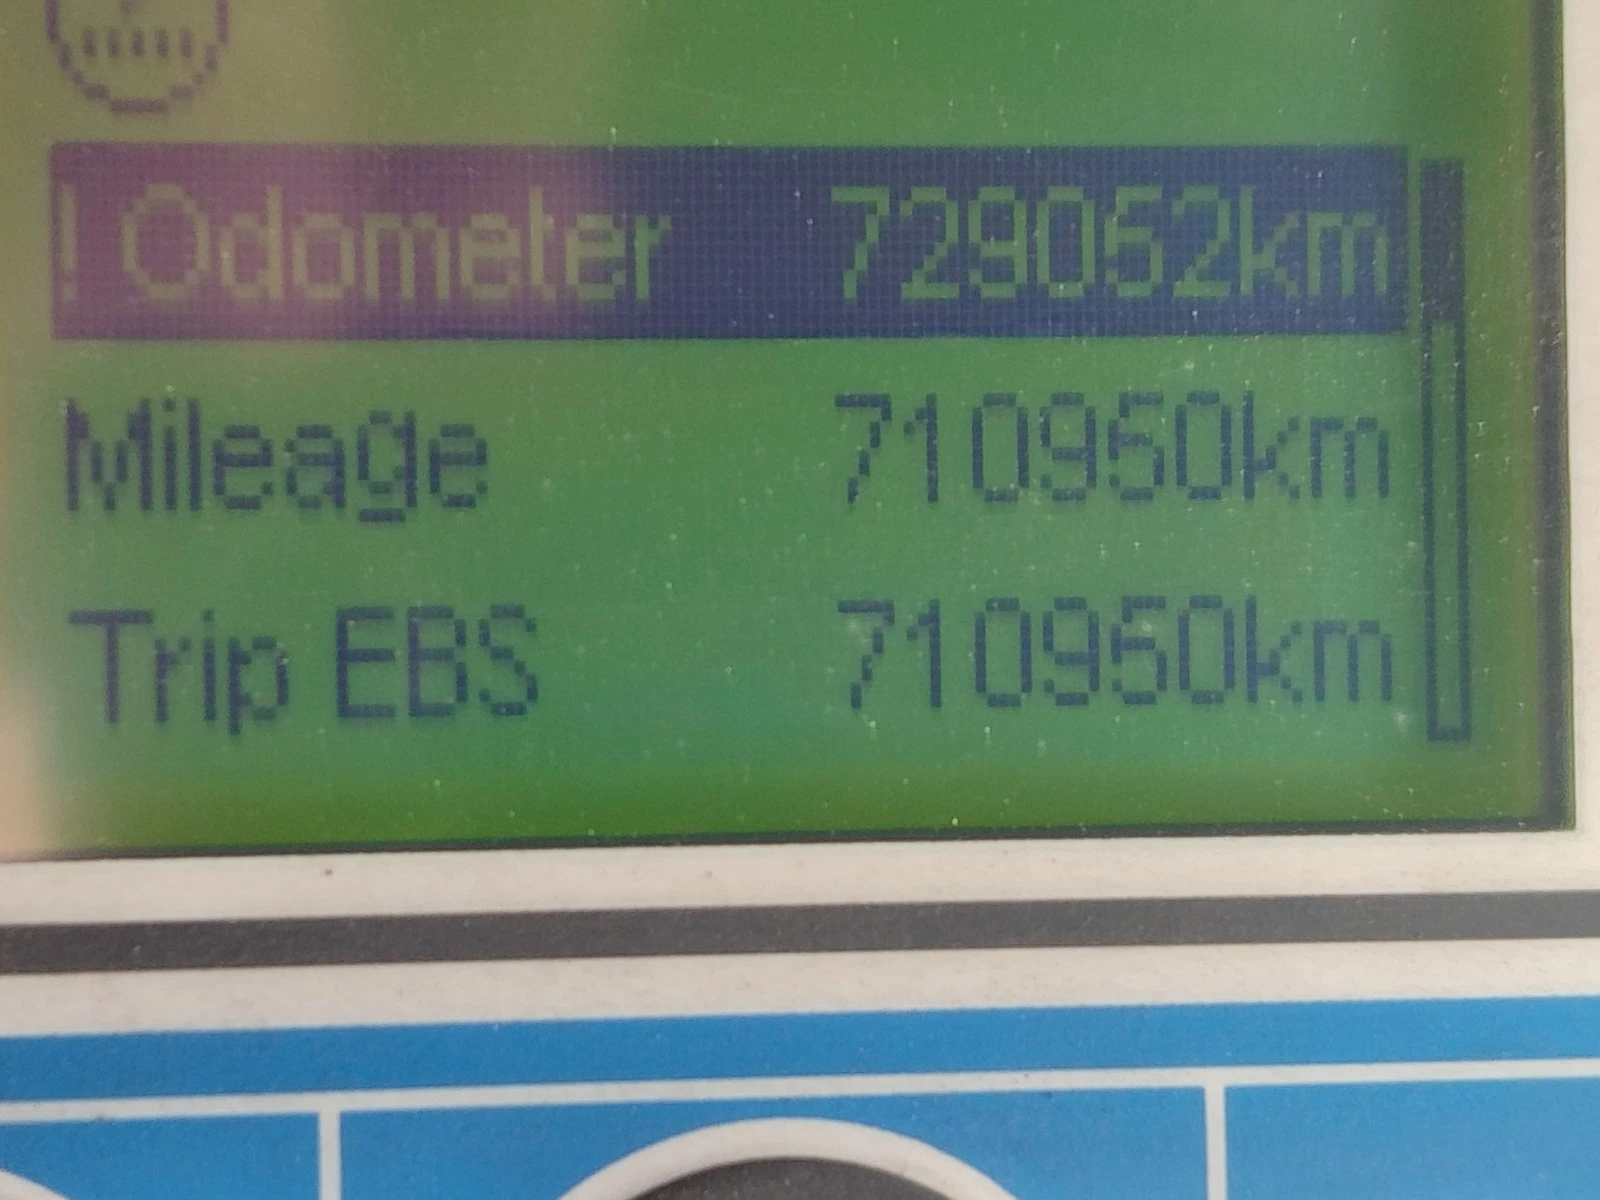 ! Odometer 729052km
Mileage 710950km
Trip EBS 710950km